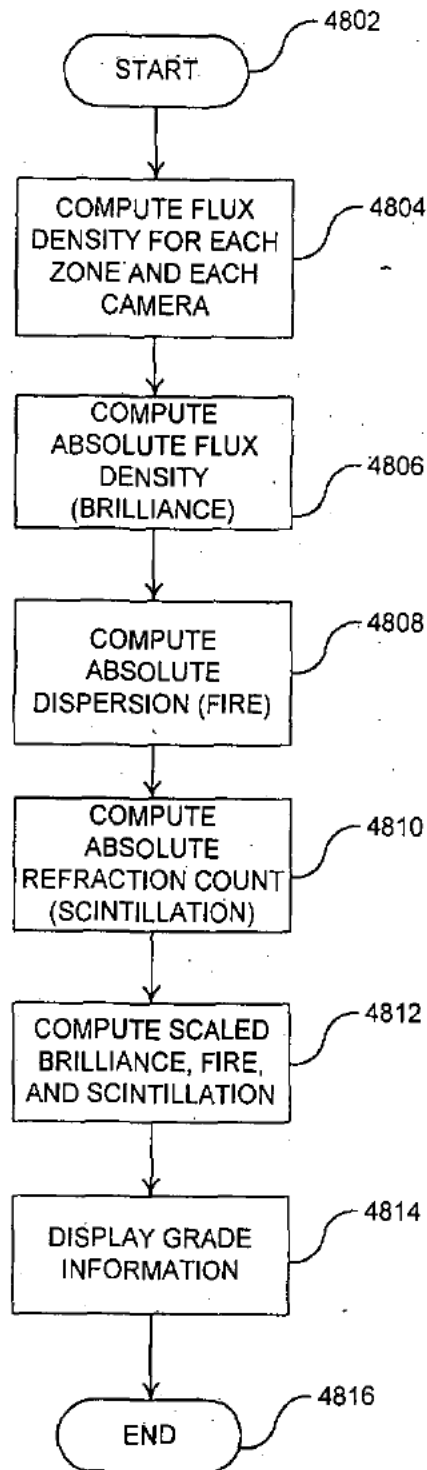 4802
START
COMPUTE FLUX
DENSITY FOR EACH
ZONE AND EACH
CAMERA
4804
COMPUTE
ABSOLUTE FLUX
DENSITY
(BRILLIANCE)
4806
COMPUTE
ABSOLUTE
DISPERSION (FIRE)
4808
COMPUTE
ABSOLUTE
REFRACTION COUNT
(SCINTILLATION)
4810
COMPUTE SCALED
BRILLIANCE, FIRE,
AND SCINTILLATION
4812
DISPLAY GRADE
INFORMATION
4814
END
4816